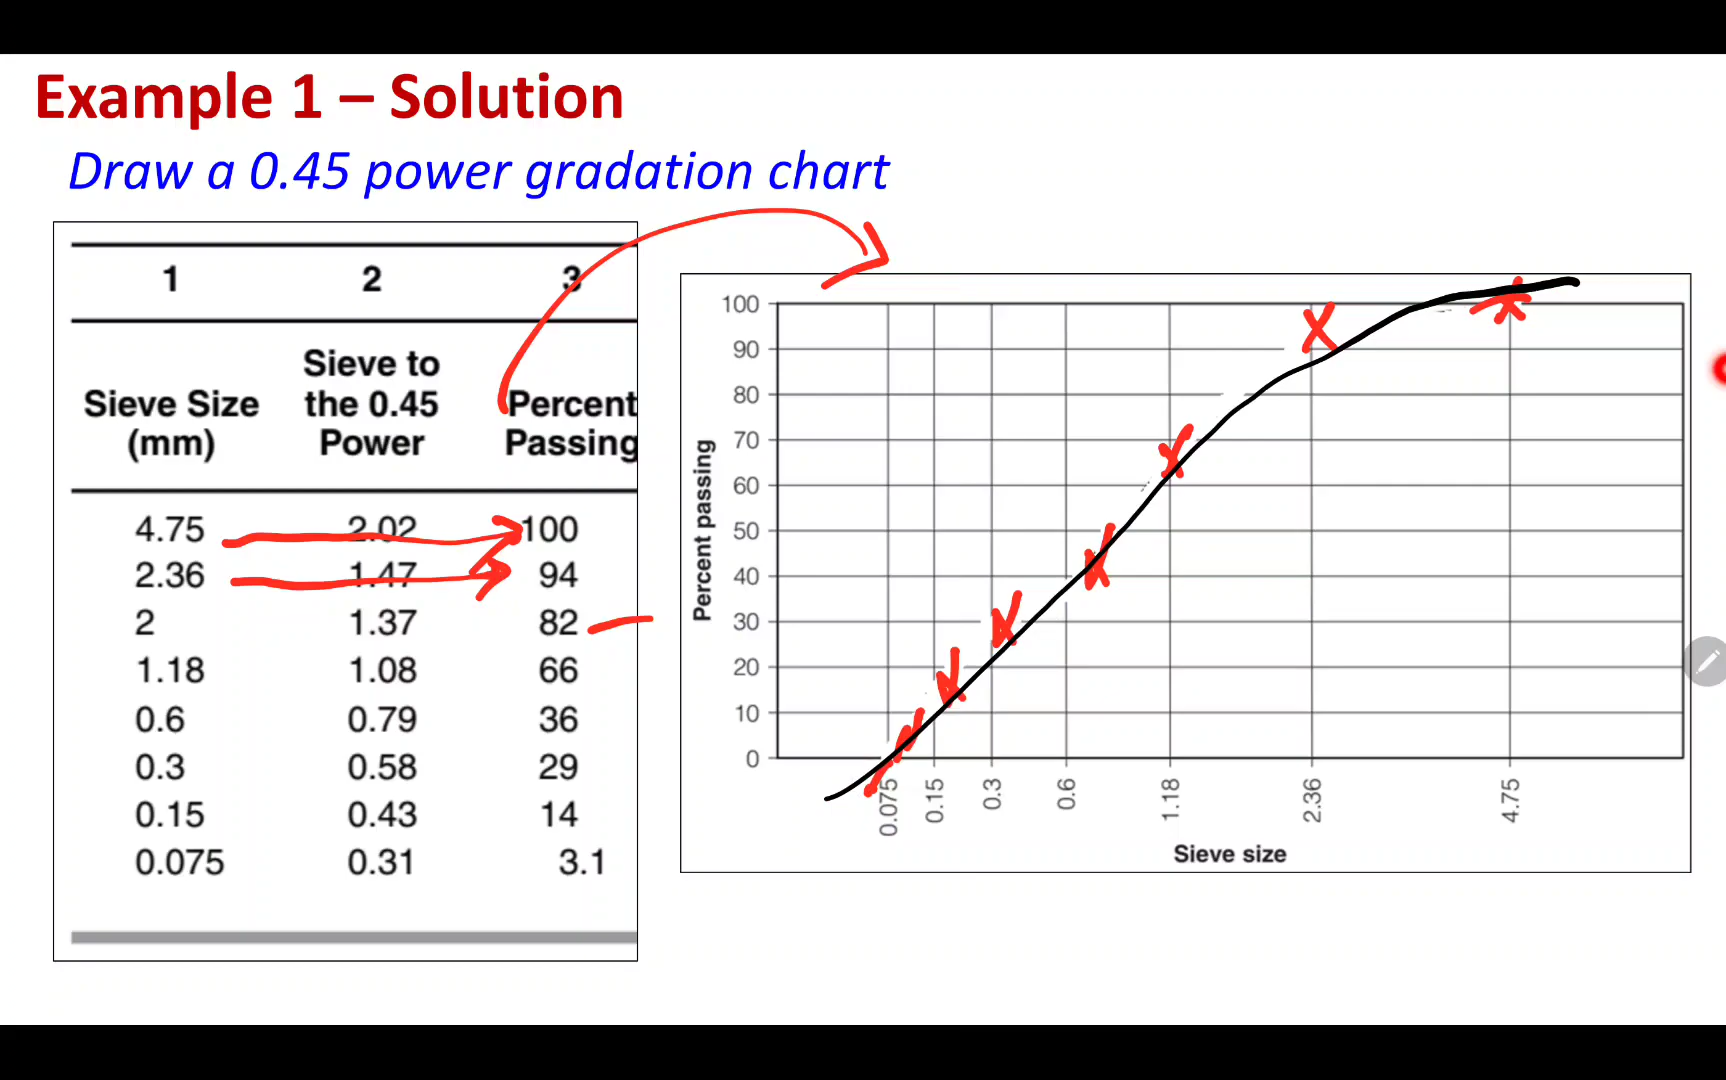 Example 1 – Solution
Draw a 0.45 power gradation chart
1 2 3
Sieve Size (mm) Sieve to the 0.45 Power Percent Passing
4.75 2.02 100
2.36 1.47 94
2 1.37 82
1.18 1.08 66
0.6 0.79 36
0.3 0.58 29
0.15 0.43 14
0.075 0.31 3.1
Percent passing
100
90
80
70
60
50
40
30
20
10
0
0.075 0.15 0.3 0.6 1.18 2.36 4.75
Sieve size